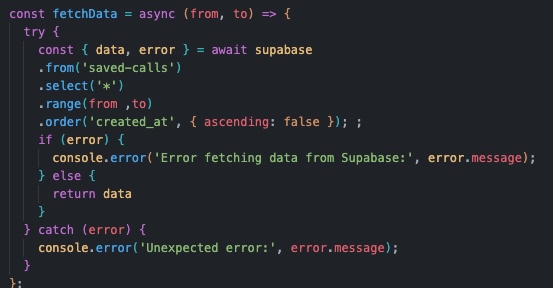 const fetchData = async (from, to) => {
try {
const { data, error } = await supabase
.from('saved-calls')
.select('*')
.range(from ,to)
.order('created_at', { ascending: false }); ;
if (error) {
console.error('Error fetching data from Supabase:', error.message);
} else {
return data
}
} catch (error) {
console.error('Unexpected error:', error.message);
}
};